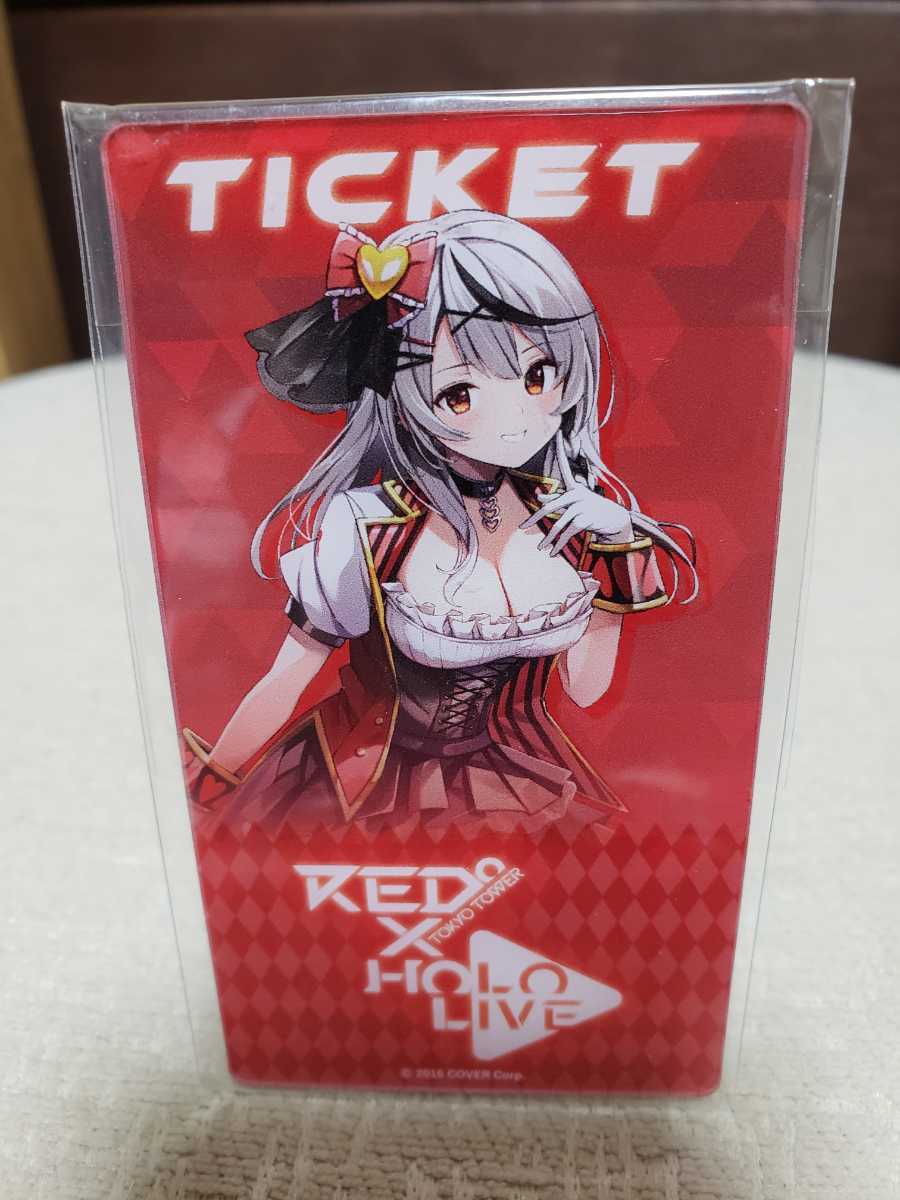 TICKET
RED°
TOKYO TOWER
X
HOLO
LIVE
© 2016 COVER Corp.